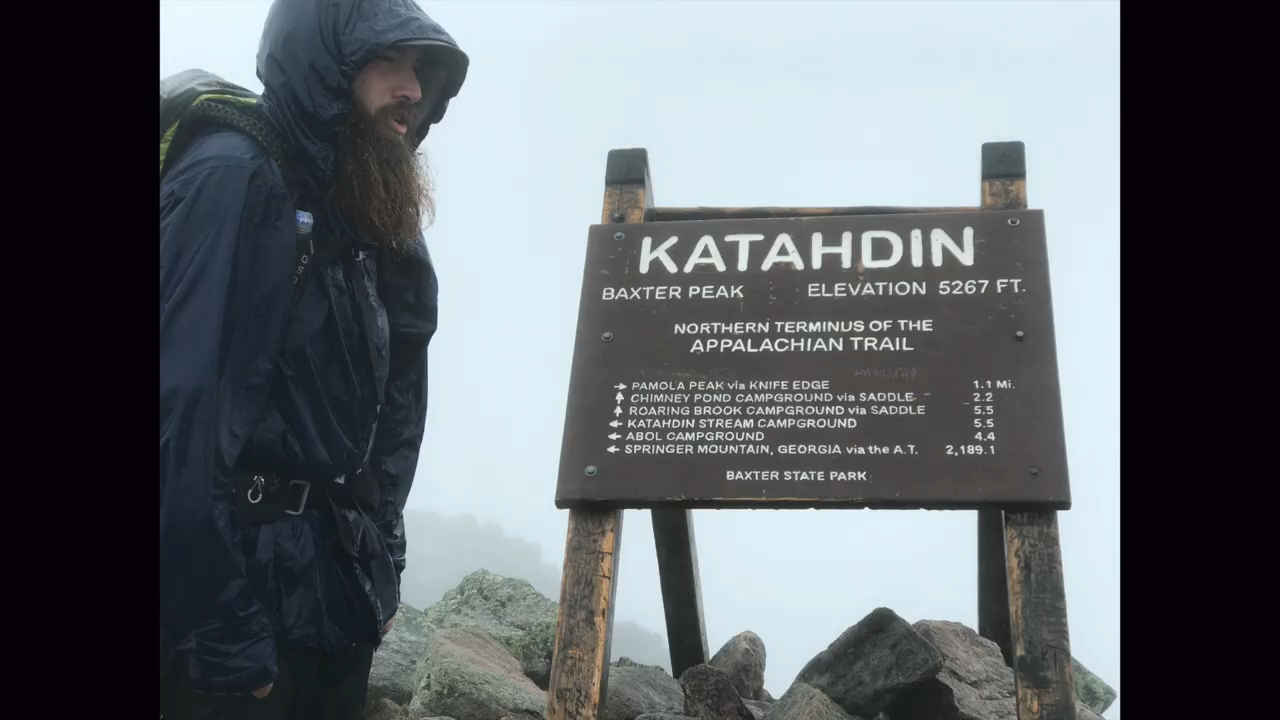 KATAHDIN
BAXTER PEAK ELEVATION 5267 FT.
NORTHERN TERMINUS OF THE
APPALACHIAN TRAIL
→ PAMOLA PEAK via KNIFE EDGE 1.1 Mi.
↑ CHIMNEY POND CAMPGROUND via SADDLE 2.2
↑ ROARING BROOK CAMPGROUND via SADDLE 5.5
← KATAHDIN STREAM CAMPGROUND 5.5
← ABOL CAMPGROUND 4.4
← SPRINGER MOUNTAIN, GEORGIA via the A.T. 2,189.1
BAXTER STATE PARK